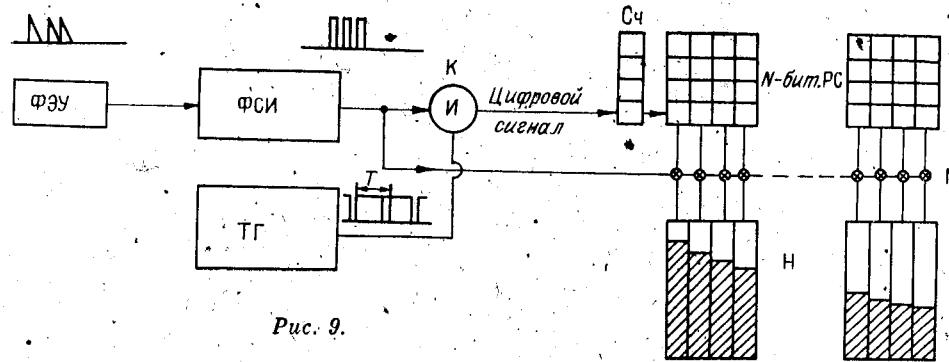 Сч
К
N-бит.РС
ФЭУ
ФСИ
И
Цифровой
сигнал
Т
ТГ
Н
Рис. 9.